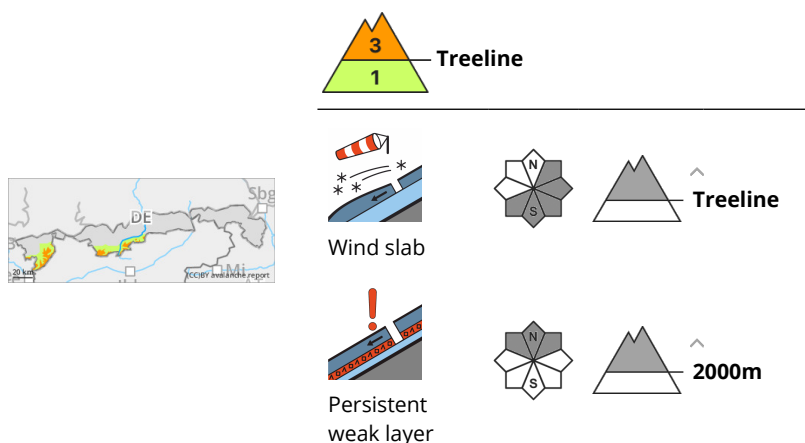 3
Treeline
1
N
S
Treeline
Wind slab
Sbg
DE
20 km
Mi
(CC)BY avalanche.report
N
S
2000m
Persistent
weak layer